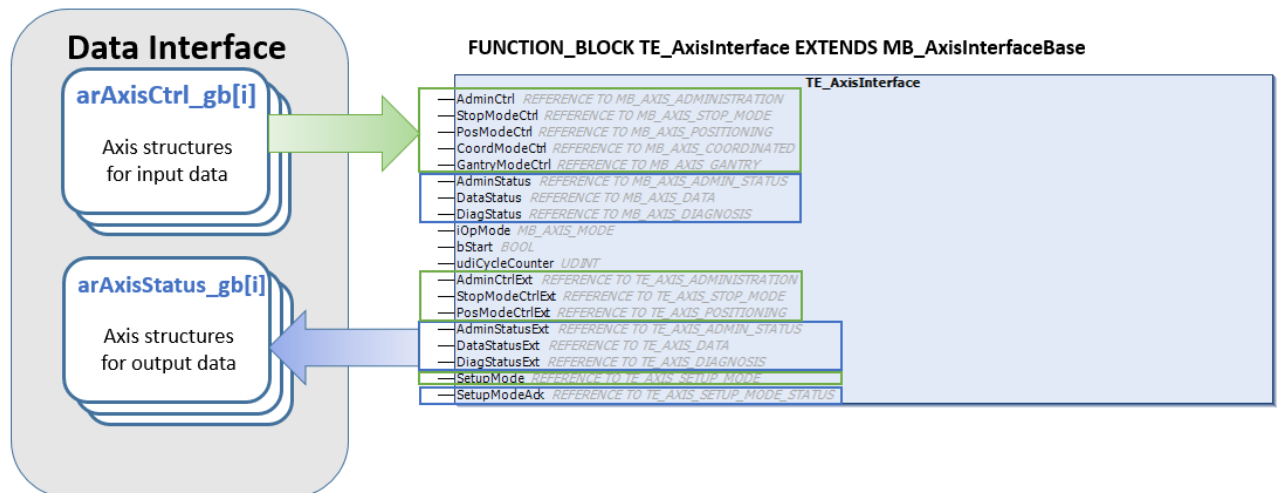 Data Interface
arAxisCtrl_gb[i]
Axis structures
for input data
arAxisStatus_gb[i]
Axis structures
for output data
FUNCTION_BLOCK TE_AxisInterface EXTENDS MB_AxisInterfaceBase
TE_AxisInterface
AdminCtrl REFERENCE TO MB_AXIS_ADMINISTRATION
StopModeCtrl REFERENCE TO MB_AXIS_STOP_MODE
PosModeCtrl REFERENCE TO MB_AXIS_POSITIONING
CoordModeCtrl REFERENCE TO MB_AXIS_COORDINATED
GantryModeCtrl REFERENCE TO MB_AXIS_GANTRY
AdminStatus REFERENCE TO MB_AXIS_ADMIN_STATUS
DataStatus REFERENCE TO MB_AXIS_DATA
DiagStatus REFERENCE TO MB_AXIS_DIAGNOSIS
iOpMode MB_AXIS_MODE
bStart BOOL
udiCycleCounter UDINT
AdminCtrlExt REFERENCE TO TE_AXIS_ADMINISTRATION
StopModeCtrlExt REFERENCE TO TE_AXIS_STOP_MODE
PosModeCtrlExt REFERENCE TO TE_AXIS_POSITIONING
AdminStatusExt REFERENCE TO TE_AXIS_ADMIN_STATUS
DataStatusExt REFERENCE TO TE_AXIS_DATA
DiagStatusExt REFERENCE TO TE_AXIS_DIAGNOSIS
SetupMode REFERENCE TO TE_AXIS_SETUP_MODE
SetupModeAck REFERENCE TO TE_AXIS_SETUP_MODE_STATUS